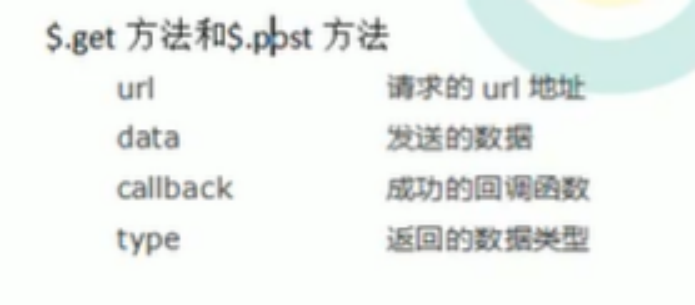 $.get 方法和$.post 方法
url 请求的 url 地址
data 发送的数据
callback 成功的回调函数
type 返回的数据类型